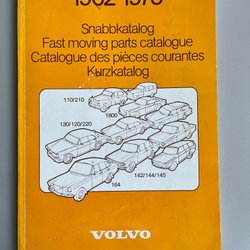 1962-1973
Snabbkatalog
Fast moving parts catalogue
Catalogue des pièces courantes
Kurzkatalog
110/210
1800
130/120/220
142/144/145
164
VOLVO